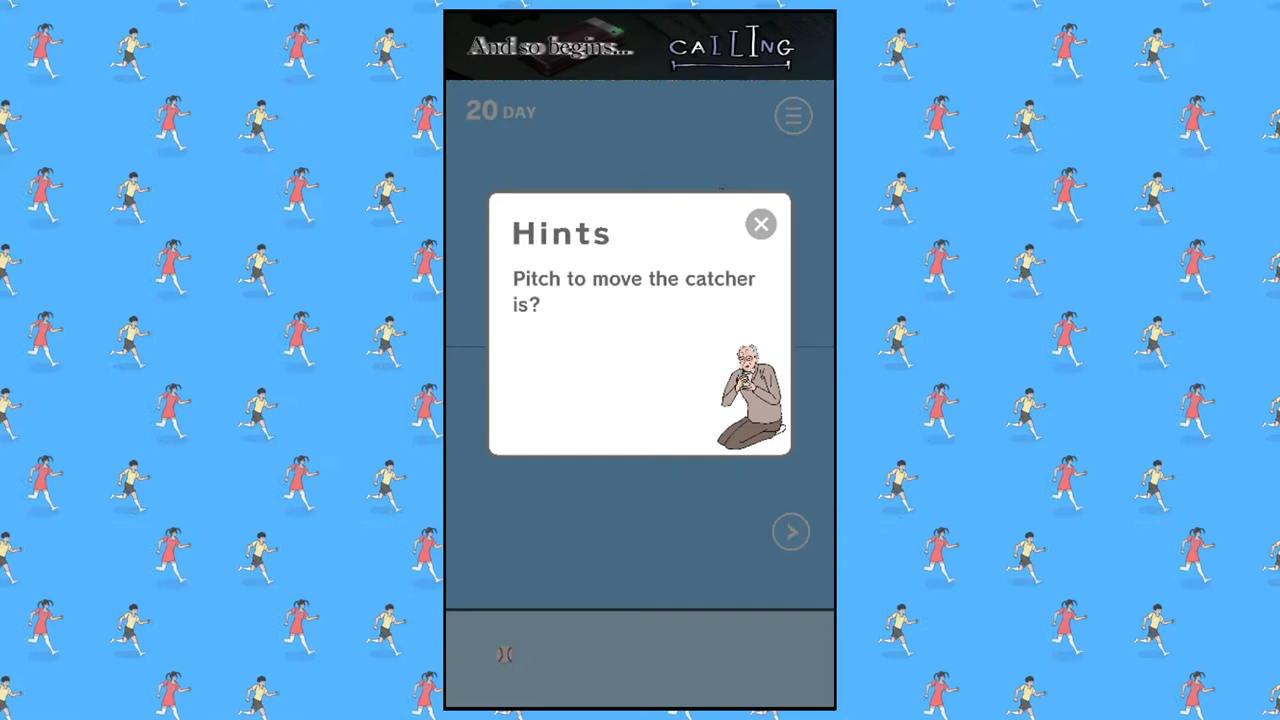 And so begins... CALLING
20 DAY
Hints
Pitch to move the catcher
is?